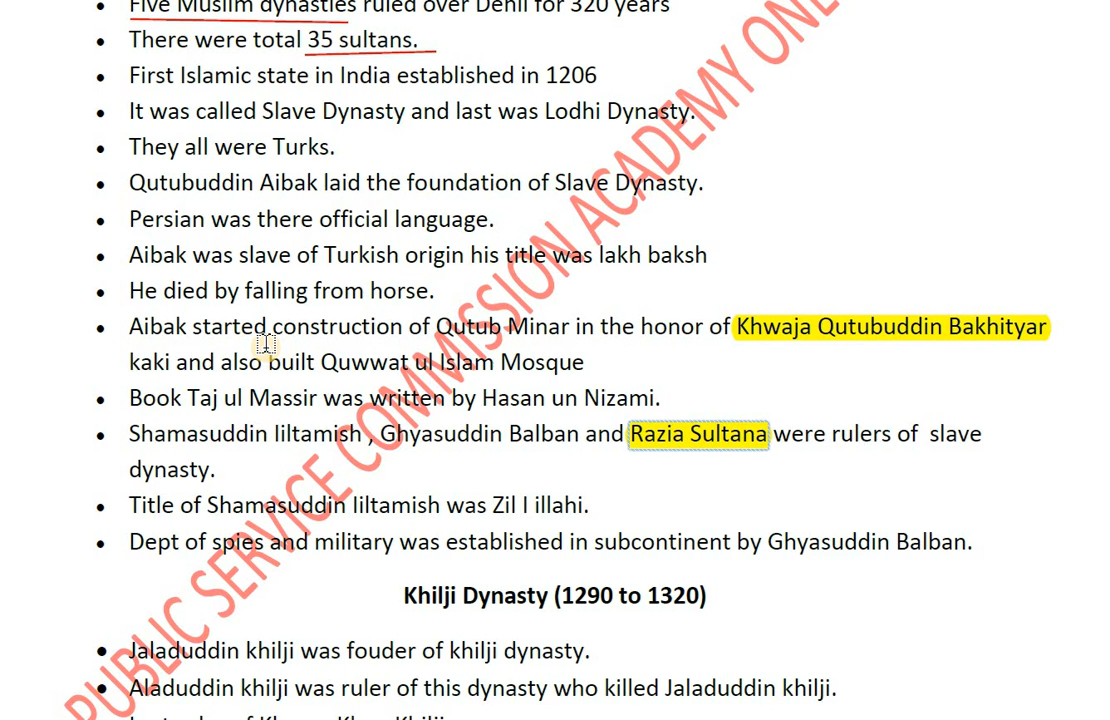 • Five Muslim dynasties ruled over Dehli for 320 years
• There were total 35 sultans.
• First Islamic state in India established in 1206
• It was called Slave Dynasty and last was Lodhi Dynasty.
• They all were Turks.
• Qutubuddin Aibak laid the foundation of Slave Dynasty.
• Persian was there official language.
• Aibak was slave of Turkish origin his title was lakh baksh
• He died by falling from horse.
• Aibak started construction of Qutub Minar in the honor of Khwaja Qutubuddin Bakhityar
kaki and also built Quwwat ul Islam Mosque
• Book Taj ul Massir was written by Hasan un Nizami.
• Shamasuddin Iiltamish , Ghyasuddin Balban and Razia Sultana were rulers of slave
dynasty.
• Title of Shamasuddin Iiltamish was Zil I illahi.
• Dept of spies and military was established in subcontinent by Ghyasuddin Balban.
Khilji Dynasty (1290 to 1320)
• Jaladuddin khilji was fouder of khilji dynasty.
• Aladuddin khilji was ruler of this dynasty who killed Jaladuddin khilji.
PUBLIC SERVICE COMMISSION ACADEMY